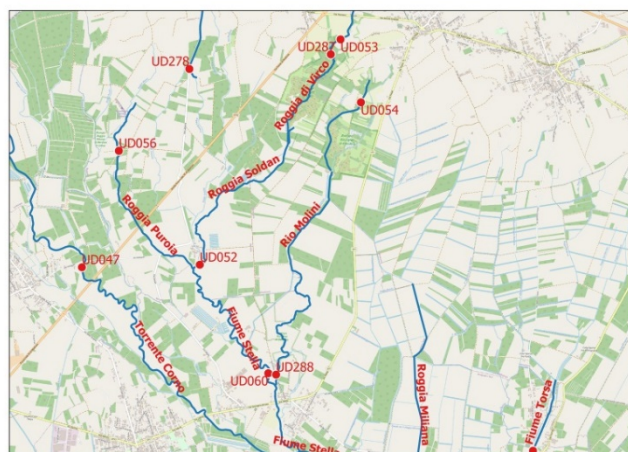 UD287
UD053
UD278
Roggia di Virco
UD054
UD056
Roggia Soldan
Roggia Puroia
Rio Molini
UD047
UD052
Fiume Stella
Torrente Corno
UD060
UD288
Roggia Miliana
Fiume Torsa
Fiume Stella